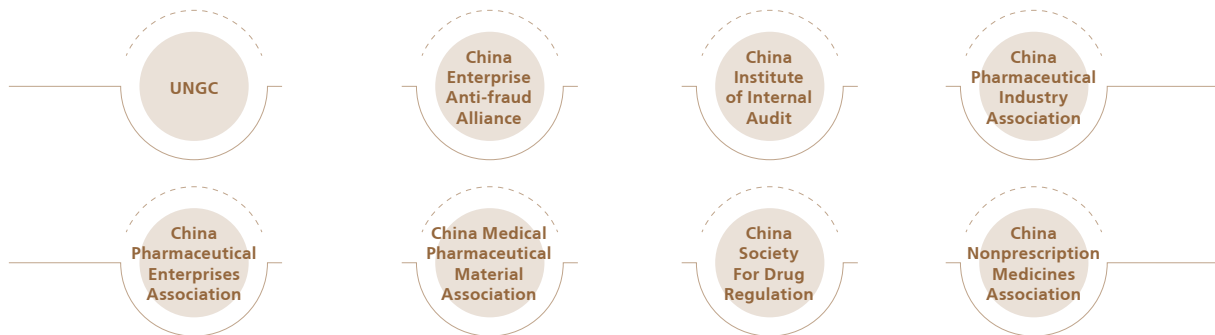 UNGC
China
Enterprise
Anti-fraud
Alliance
China
Institute
of Internal
Audit
China
Pharmaceutical
Industry
Association
China
Pharmaceutical
Enterprises
Association
China Medical
Pharmaceutical
Material
Association
China
Society
For Drug
Regulation
China
Nonprescription
Medicines
Association